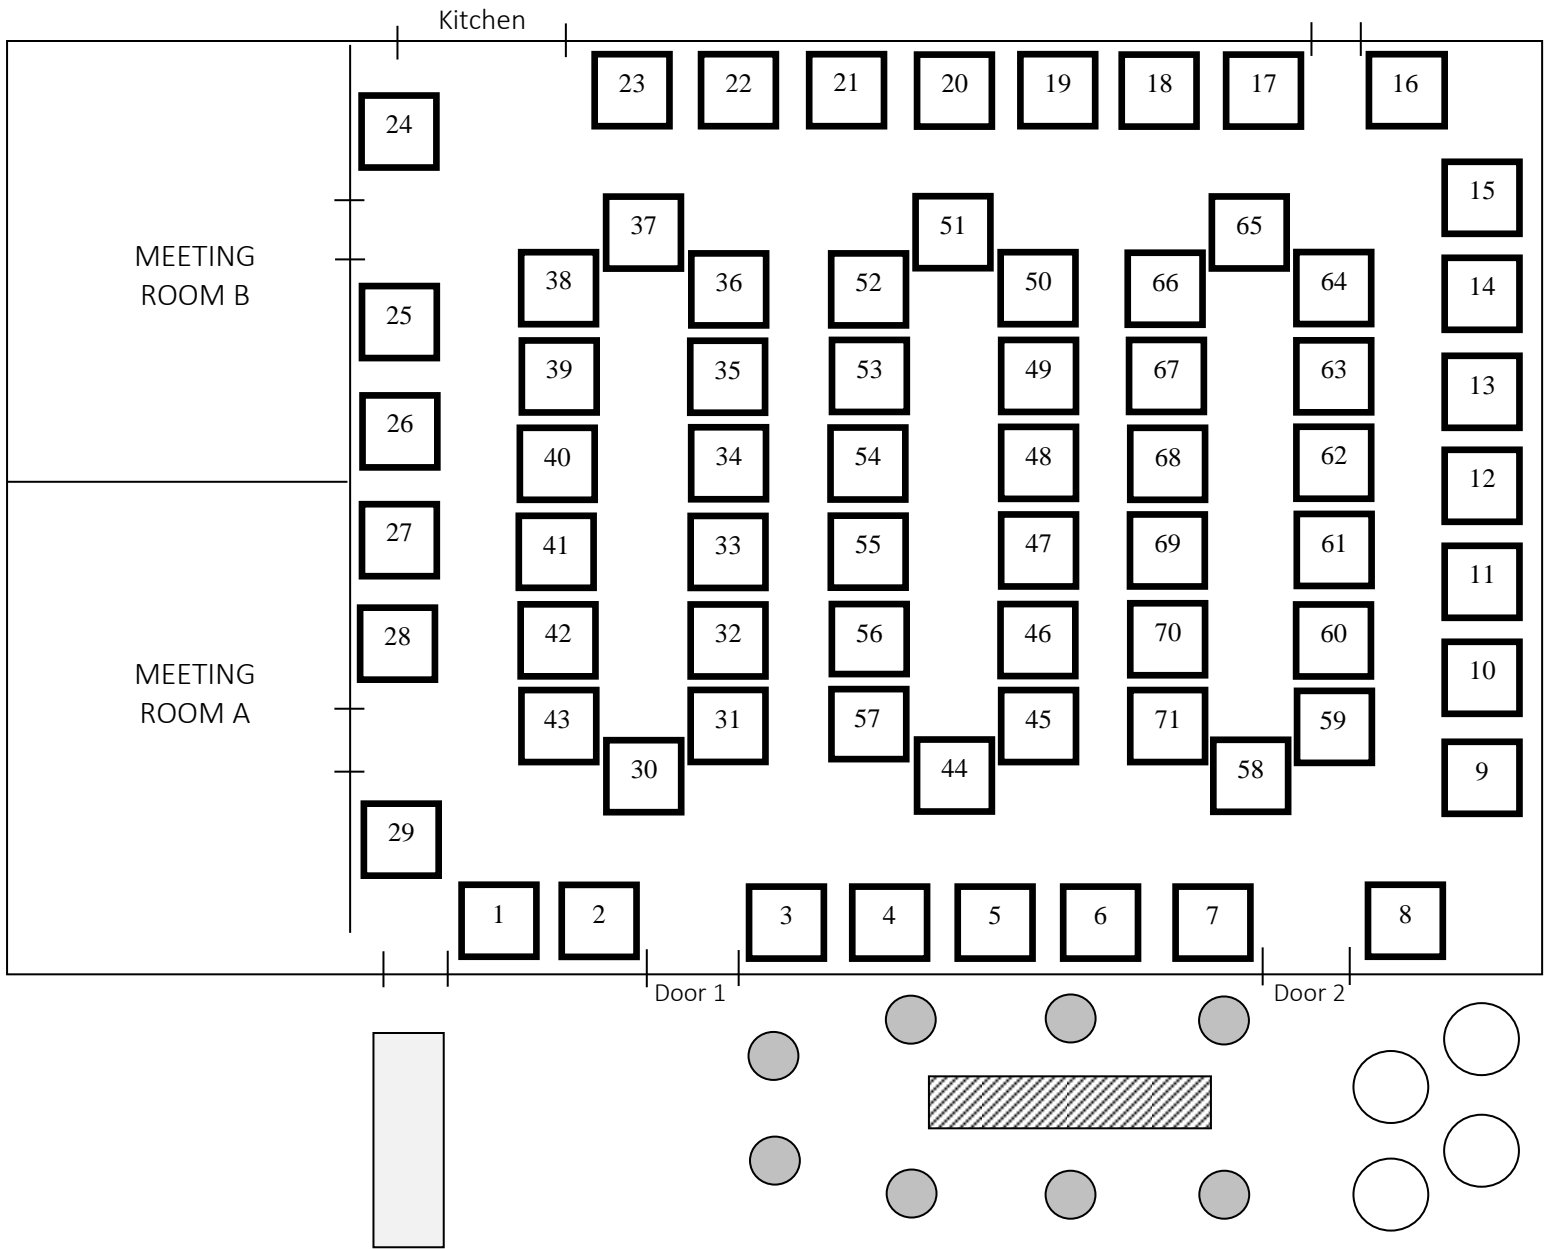 Kitchen
23 22 21 20 19 18 17 16
24
15
37 51 65
MEETING
ROOM B
38 36 52 50 66 64 14
25
39 35 53 49 67 63 13
26
40 34 54 48 68 62 12
27
41 33 55 47 69 61 11
28
42 32 56 46 70 60 10
MEETING
ROOM A
43 31 57 45 71 59
30 44 58 9
29
1 2 3 4 5 6 7 8
Door 1 Door 2